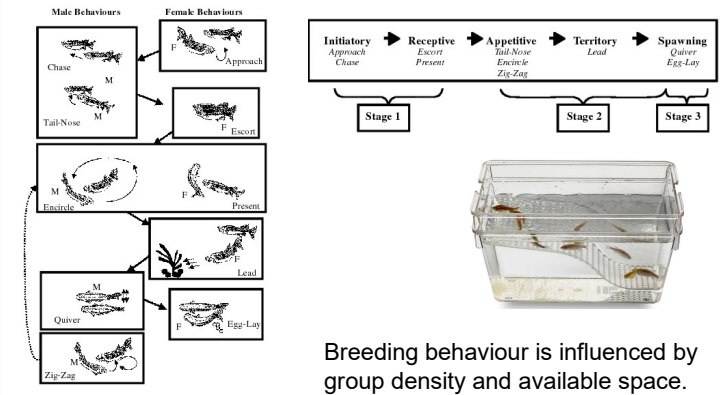 Male Behaviours
Female Behaviours
F
Approach
Chase
M
M
Tail-Nose
F
Escort
M
Encircle
F
Present
F
Lead
M
Quiver
F
Egg-Lay
M
Zig-Zag
Initiatory Receptive Appetitive Territory Spawning
Approach Escort Tail-Nose Lead Quiver
Chase Present Encircle Egg-Lay
Zig-Zag
Stage 1 Stage 2 Stage 3
Breeding behaviour is influenced by
group density and available space.